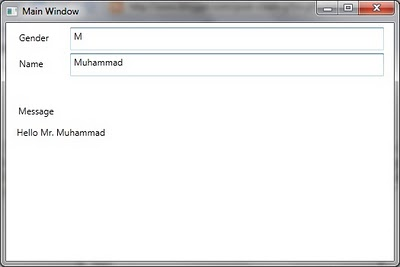 Main Window
Gender M
Name Muhammad
Message
Hello Mr. Muhammad